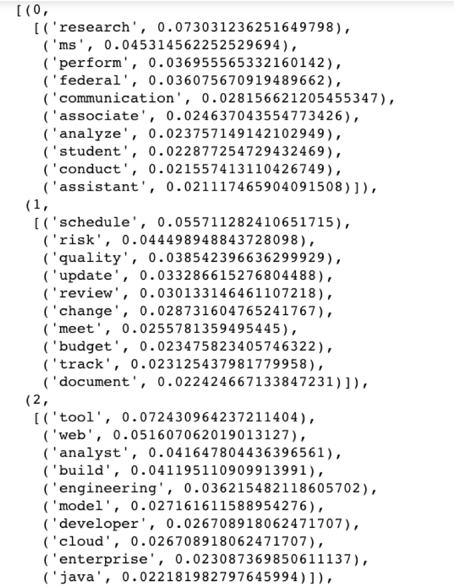 [(0,
[('research', 0.073031236251649798),
('ms', 0.045314562252529694),
('perform', 0.036955565332160142),
('federal', 0.036075670919489662),
('communication', 0.028156621205455347),
('associate', 0.024637043554773426),
('analyze', 0.023757149142102949),
('student', 0.022877254729432469),
('conduct', 0.021557413110426749),
('assistant', 0.021117465904091508)]),
(1,
[('schedule', 0.055711282410651715),
('risk', 0.044498948843728098),
('quality', 0.038542396636299929),
('update', 0.033286615276804488),
('review', 0.030133146461107218),
('change', 0.028731604765241767),
('meet', 0.0255781359495445),
('budget', 0.023475823405746322),
('track', 0.023125437981779958),
('document', 0.022424667133847231)]),
(2,
[('tool', 0.072430964237211404),
('web', 0.051607062019013127),
('analyst', 0.041647804436396561),
('build', 0.041195110909913991),
('engineering', 0.036215482118605702),
('model', 0.027161611588954276),
('developer', 0.026708918062471707),
('cloud', 0.026708918062471707),
('enterprise', 0.023087369850611137),
('java', 0.022181982797645994)]),